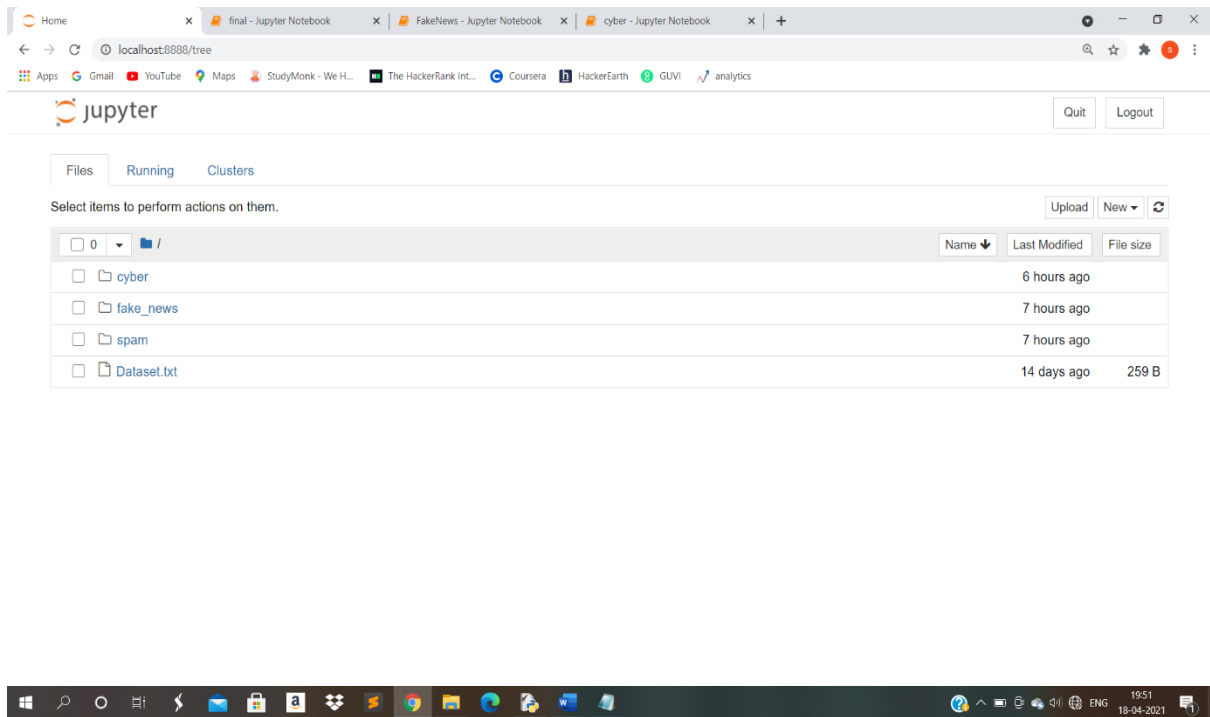 Home final - Jupyter Notebook FakeNews - Jupyter Notebook cyber - Jupyter Notebook
localhost:8888/tree
Apps Gmail YouTube Maps StudyMonk - We H... The HackerRank Int... Coursera HackerEarth GUVI analytics
jupyter Quit Logout
Files Running Clusters
Select items to perform actions on them. Upload New
0 / Name Last Modified File size
cyber 6 hours ago
fake_news 7 hours ago
spam 7 hours ago
Dataset.txt 14 days ago 259 B
ENG 19:51
18-04-2021